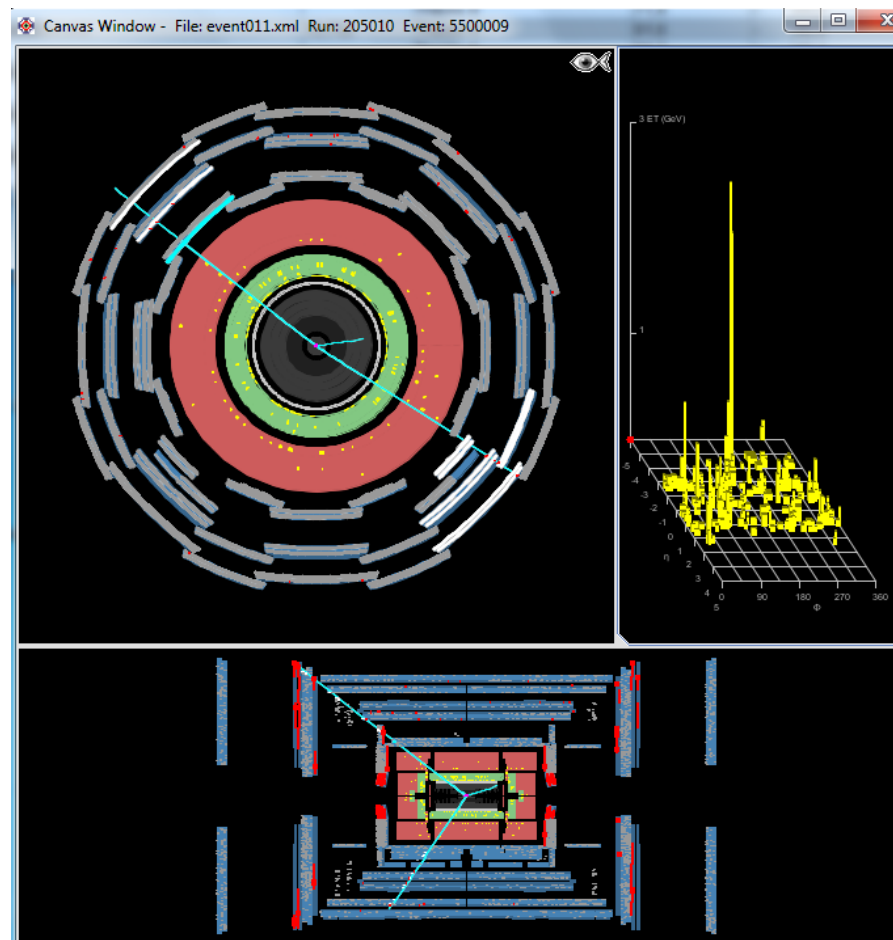 Canvas Window - File: event011.xml Run: 205010 Event: 5500009
3 ET (GeV)
1
-5
-4
-3
-2
-1
0
1
2
3
4
5
η
0 90 180 270 360
Φ